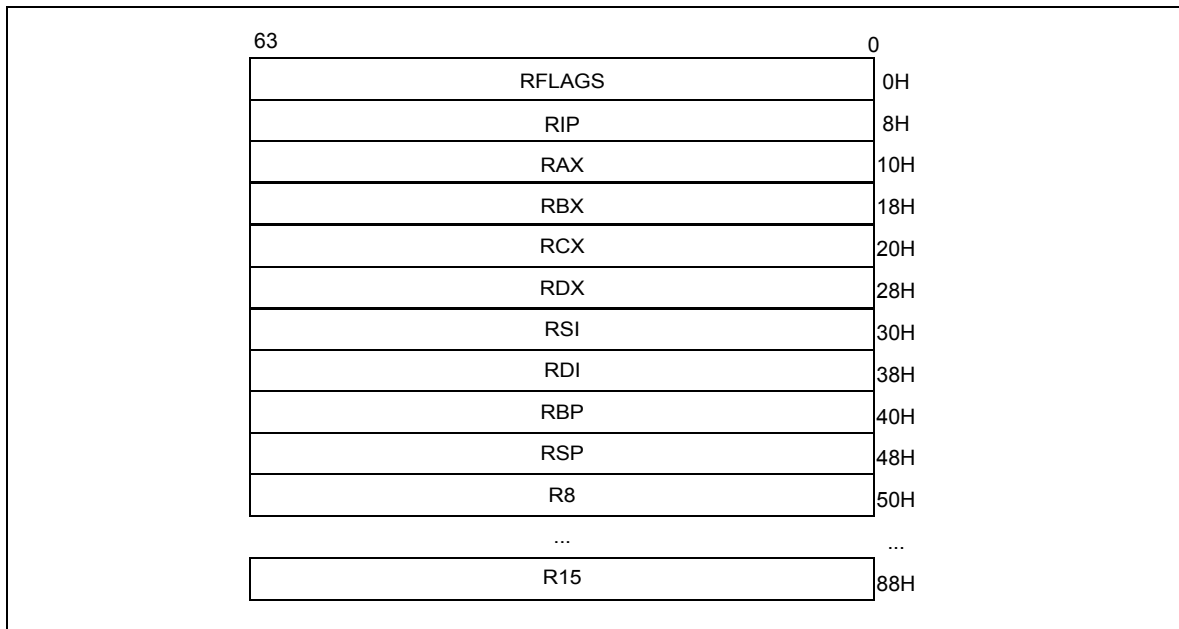 63 0
RFLAGS 0H
RIP 8H
RAX 10H
RBX 18H
RCX 20H
RDX 28H
RSI 30H
RDI 38H
RBP 40H
RSP 48H
R8 50H
... ...
R15 88H